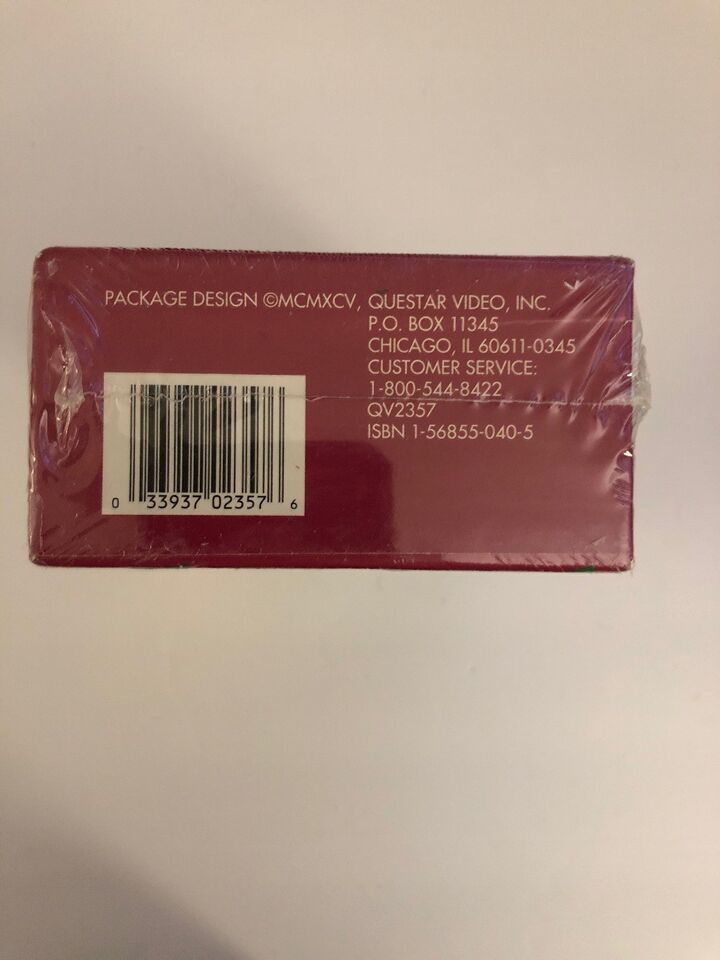 PACKAGE DESIGN ©MCMXCV, QUESTAR VIDEO, INC.
P.O. BOX 11345
CHICAGO, IL 60611-0345
CUSTOMER SERVICE:
1-800-544-8422
QV2357
ISBN 1-56855-040-5
0 33937 02357 6